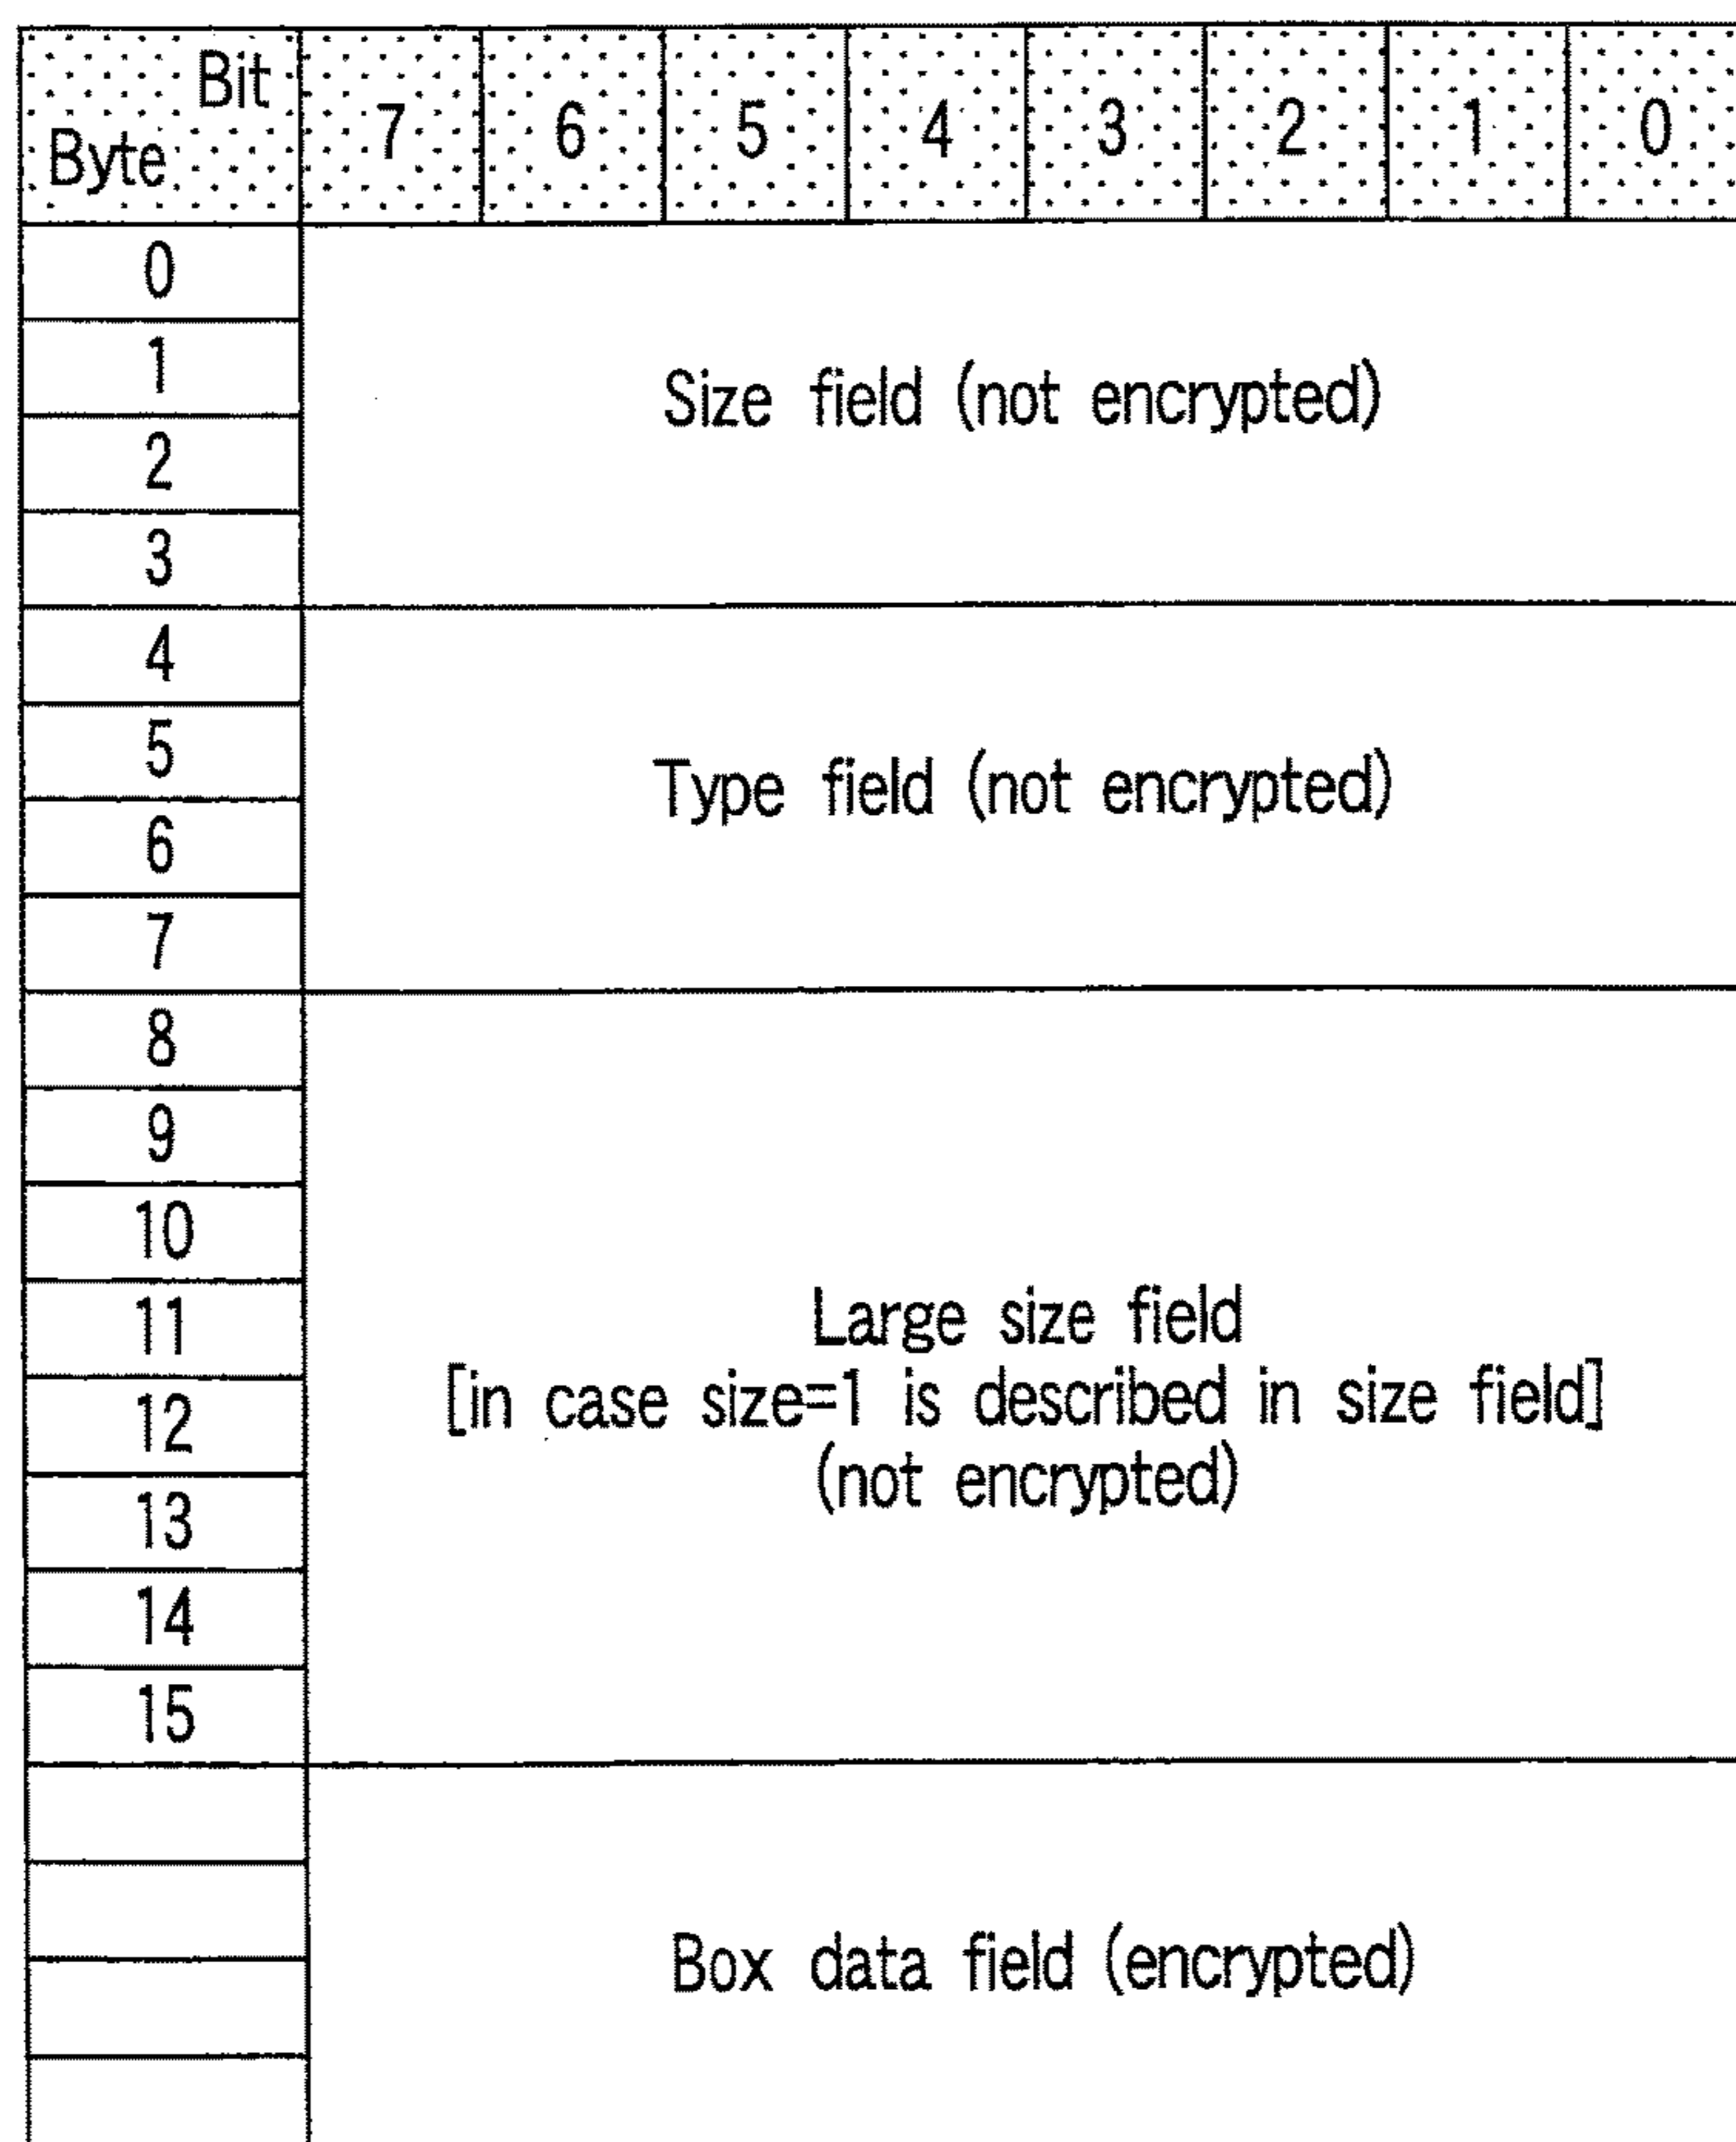 Bit
Byte 7 6 5 4 3 2 1 0
0
1
Size field (not encrypted)
2
3
4
5
Type field (not encrypted)
6
7
8
9
10
11
Large size field
[in case size=1 is described in size field]
12
(not encrypted)
13
14
15
Box data field (encrypted)